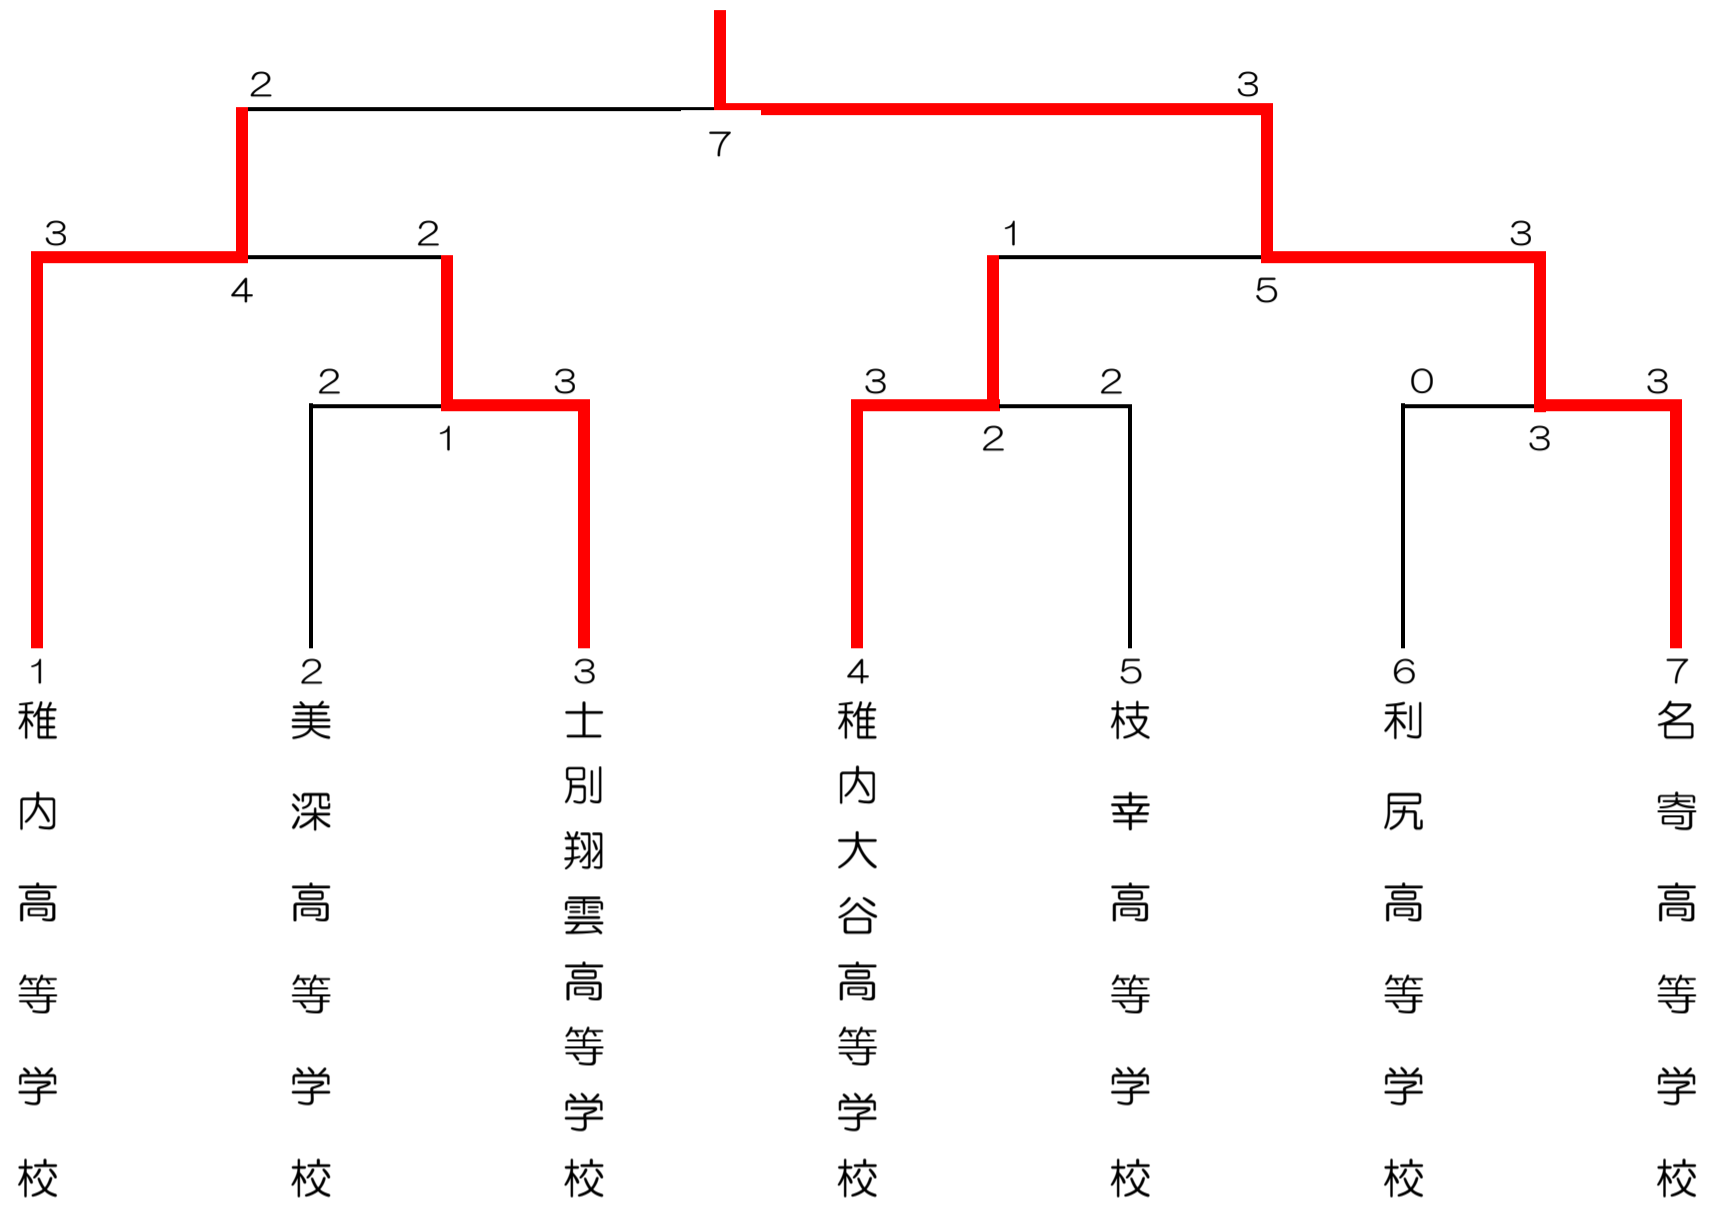 2 3
7
3 2 1 3
4 5
2 3 3 2 0 3
1 2 3
1 2 3 4 5 6 7
稚内高等学校
美深高等学校
士別翔雲高等学校
稚内大谷高等学校
枝幸高等学校
利尻高等学校
名寄高等学校